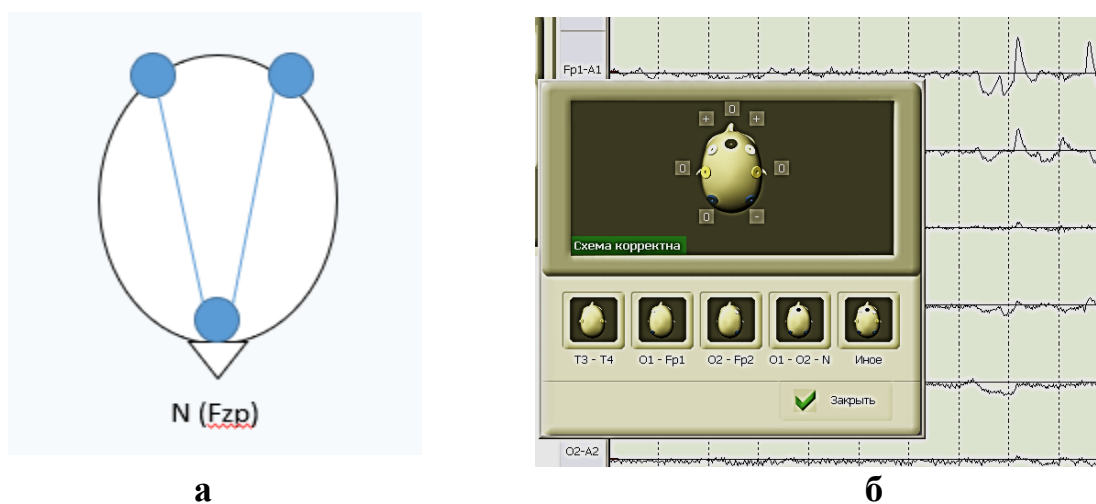 N (Fzp)
а
Fp1-A1
0
+ +
0 0
0 -
Схема корректна
T3 - T4 O1 - Fp1 O2 - Fp2 O1 - O2 - N Иное
Закрыть
O2-A2
б